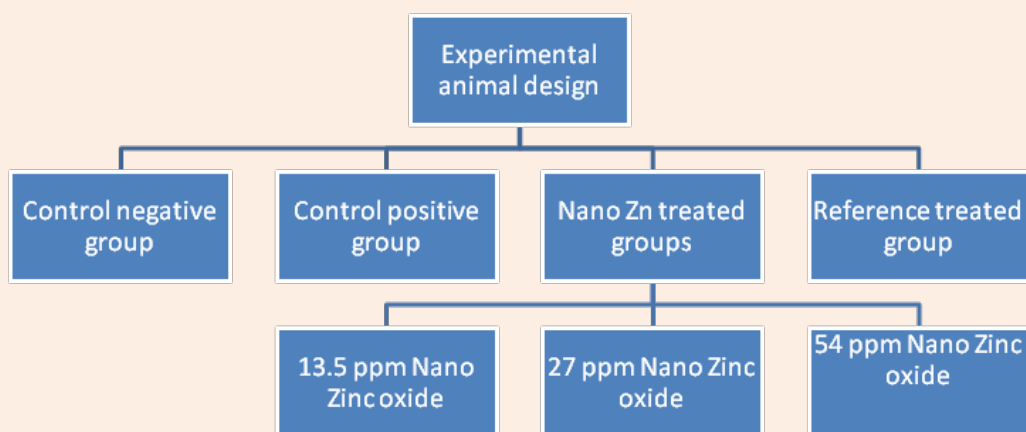 Experimental
animal design
Control negative
group
Control positive
group
Nano Zn treated
groups
Reference treated
group
13.5 ppm Nano
Zinc oxide
27 ppm Nano Zinc
oxide
54 ppm Nano Zinc
oxide